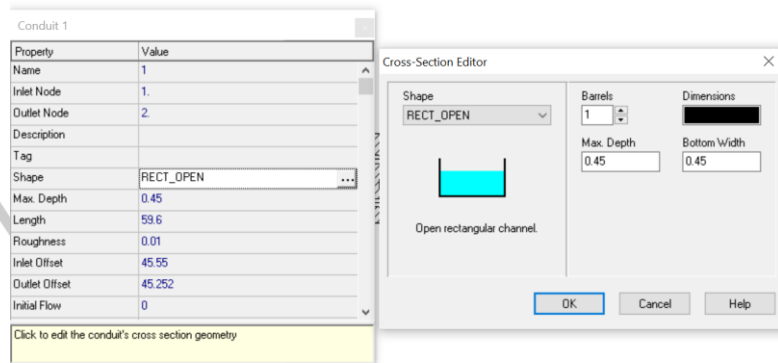 Conduit 1
Property Value
Name 1
Inlet Node 1.
Outlet Node 2.
Description
Tag
Shape RECT_OPEN ...
Max. Depth 0.45
Length 59.6
Roughness 0.01
Inlet Offset 45.55
Outlet Offset 45.252
Initial Flow 0
Click to edit the conduit's cross section geometry
Cross-Section Editor
Shape
RECT_OPEN
Open rectangular channel.
Barrels Dimensions
1
Max. Depth Bottom Width
0.45 0.45
OK Cancel Help